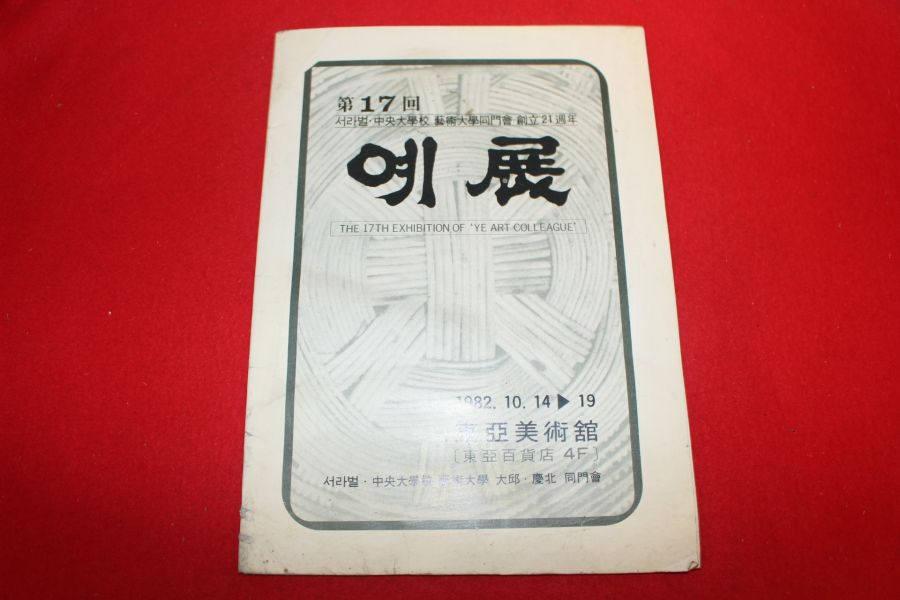 第17回
서라벌·中央大學校 藝術大學同門會 創立21週年
예展
THE 17TH EXHIBITION OF ‘YE ART COLLEAGUE’
1982. 10. 14 ▶ 19
東亞美術舘
〔東亞百貨店 4F〕
서라벌·中央大學校 藝術大學 大邱·慶北 同門會